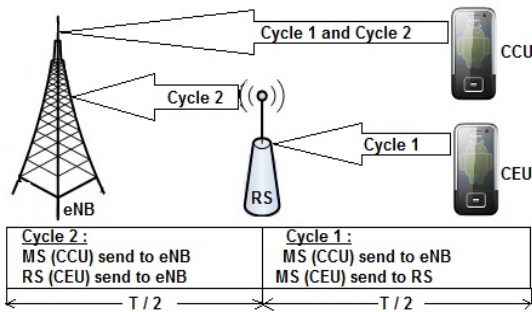 Cycle 1 and Cycle 2
CCU
Cycle 2
Cycle 1
CEU
RS
eNB
Cycle 2 :
MS (CCU) send to eNB
RS (CEU) send to eNB
Cycle 1 :
MS (CCU) send to eNB
MS (CEU) send to RS
T / 2
T / 2